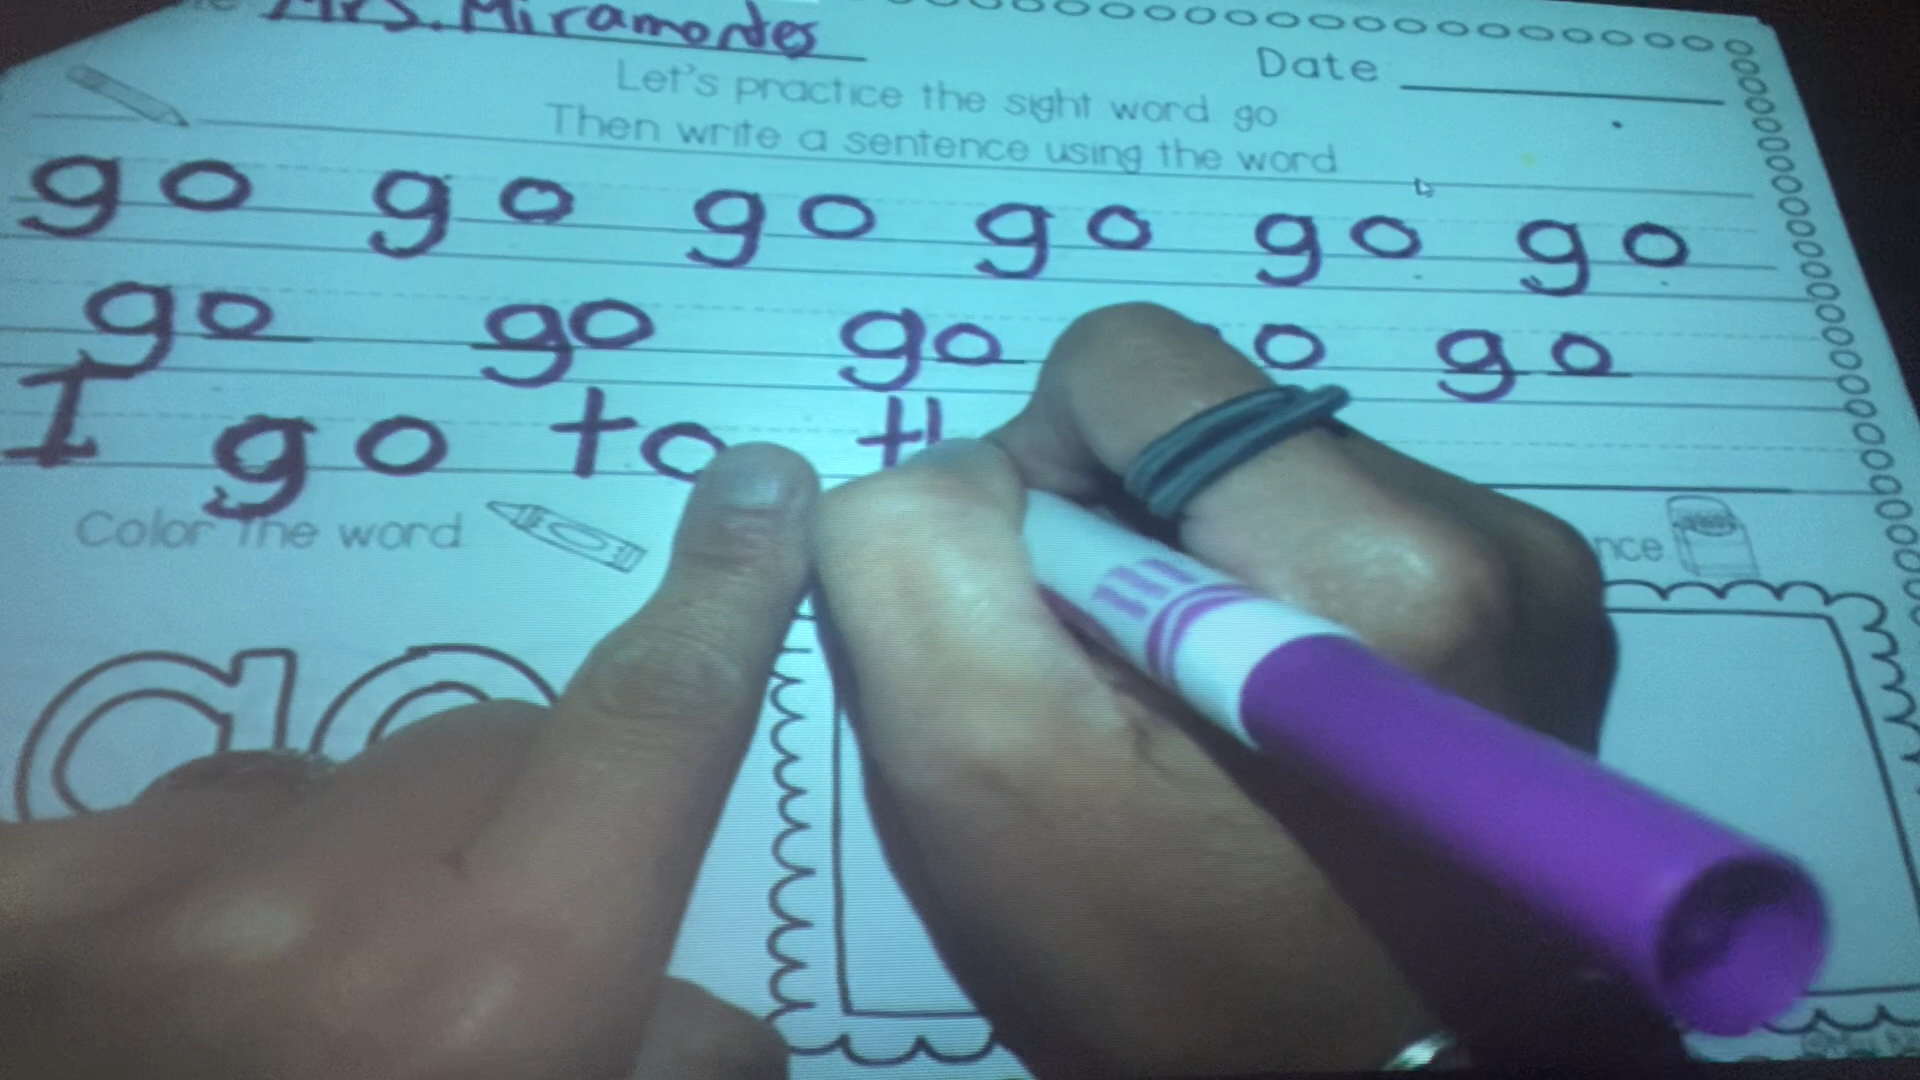 Mrs. Miramontes
Date
Let's practice the sight word go
Then write a sentence using the word
go go go go go go
go go go o go
I go to
Color the word
go